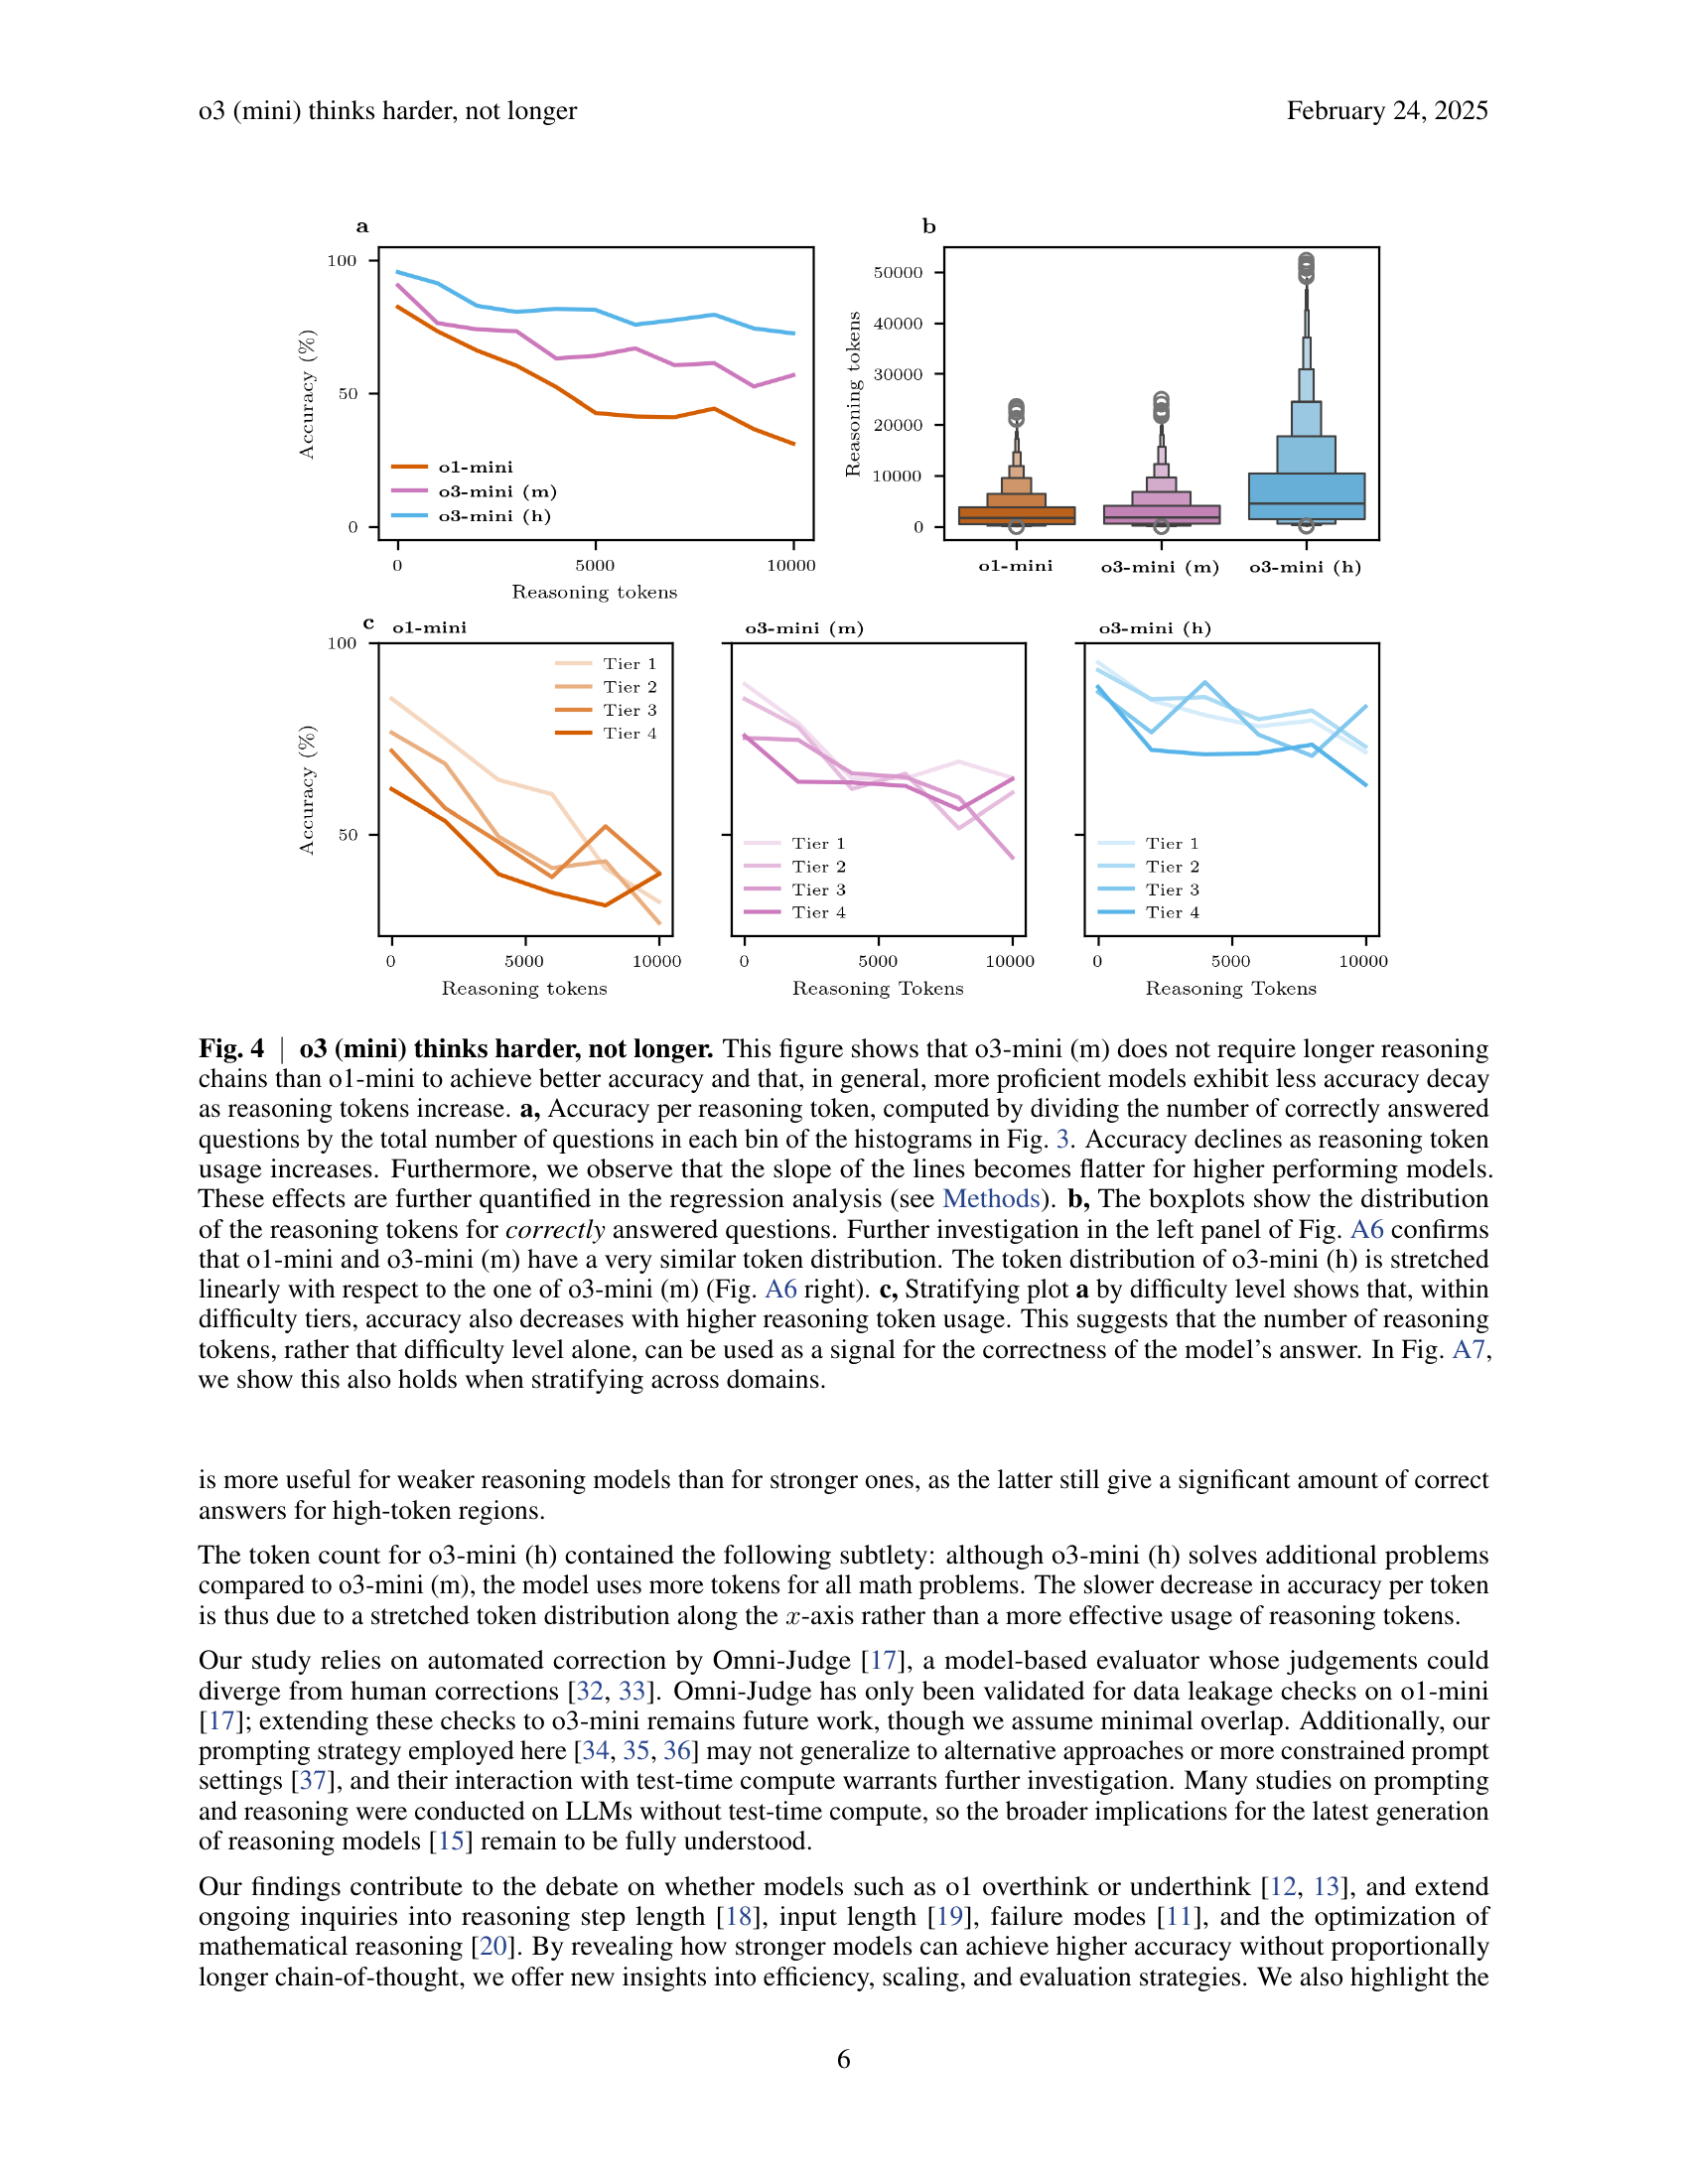 o3 (mini) thinks harder, not longer
February 24, 2025
a
100
50
0
Accuracy (%)
o1-mini
o3-mini (m)
o3-mini (h)
0
5000
10000
Reasoning tokens
b
50000
40000
30000
20000
10000
0
Reasoning tokens
o1-mini
o3-mini (m)
o3-mini (h)
c
o1-mini
100
50
Accuracy (%)
Tier 1
Tier 2
Tier 3
Tier 4
0
5000
10000
Reasoning tokens
o3-mini (m)
Tier 1
Tier 2
Tier 3
Tier 4
0
5000
10000
Reasoning Tokens
o3-mini (h)
Tier 1
Tier 2
Tier 3
Tier 4
0
5000
10000
Reasoning Tokens
Fig. 4 | o3 (mini) thinks harder, not longer. This figure shows that o3-mini (m) does not require longer reasoning
chains than o1-mini to achieve better accuracy and that, in general, more proficient models exhibit less accuracy decay
as reasoning tokens increase. a, Accuracy per reasoning token, computed by dividing the number of correctly answered
questions by the total number of questions in each bin of the histograms in Fig. 3. Accuracy declines as reasoning token
usage increases. Furthermore, we observe that the slope of the lines becomes flatter for higher performing models.
These effects are further quantified in the regression analysis (see Methods). b, The boxplots show the distribution
of the reasoning tokens for correctly answered questions. Further investigation in the left panel of Fig. A6 confirms
that o1-mini and o3-mini (m) have a very similar token distribution. The token distribution of o3-mini (h) is stretched
linearly with respect to the one of o3-mini (m) (Fig. A6 right). c, Stratifying plot a by difficulty level shows that, within
difficulty tiers, accuracy also decreases with higher reasoning token usage. This suggests that the number of reasoning
tokens, rather that difficulty level alone, can be used as a signal for the correctness of the model's answer. In Fig. A7,
we show this also holds when stratifying across domains.
is more useful for weaker reasoning models than for stronger ones, as the latter still give a significant amount of correct
answers for high-token regions.
The token count for o3-mini (h) contained the following subtlety: although o3-mini (h) solves additional problems
compared to o3-mini (m), the model uses more tokens for all math problems. The slower decrease in accuracy per token
is thus due to a stretched token distribution along the x-axis rather than a more effective usage of reasoning tokens.
Our study relies on automated correction by Omni-Judge [17], a model-based evaluator whose judgements could
diverge from human corrections [32, 33]. Omni-Judge has only been validated for data leakage checks on o1-mini
[17]; extending these checks to o3-mini remains future work, though we assume minimal overlap. Additionally, our
prompting strategy employed here [34, 35, 36] may not generalize to alternative approaches or more constrained prompt
settings [37], and their interaction with test-time compute warrants further investigation. Many studies on prompting
and reasoning were conducted on LLMs without test-time compute, so the broader implications for the latest generation
of reasoning models [15] remain to be fully understood.
Our findings contribute to the debate on whether models such as o1 overthink or underthink [12, 13], and extend
ongoing inquiries into reasoning step length [18], input length [19], failure modes [11], and the optimization of
mathematical reasoning [20]. By revealing how stronger models can achieve higher accuracy without proportionally
longer chain-of-thought, we offer new insights into efficiency, scaling, and evaluation strategies. We also highlight the
6